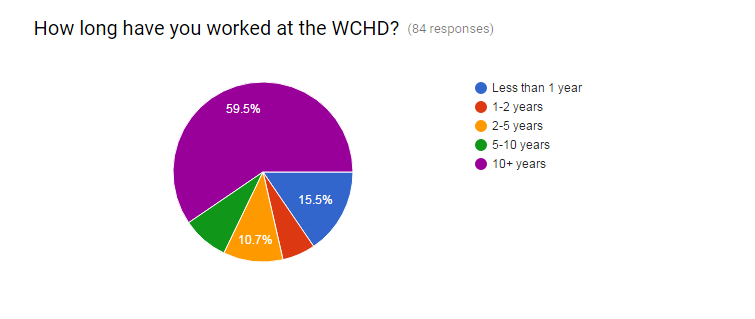 How long have you worked at the WCHD? (84 responses)
Less than 1 year
1-2 years
2-5 years
5-10 years
10+ years
59.5%
15.5%
10.7%